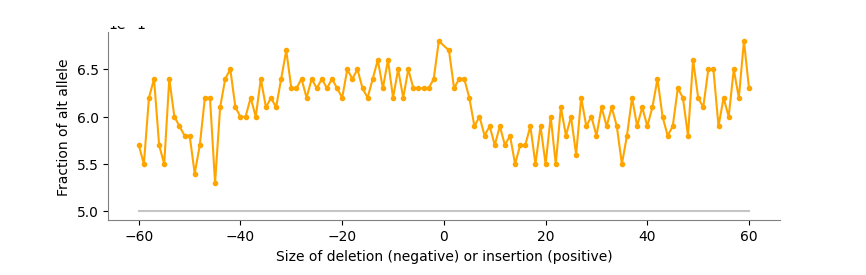 Fraction of alt allele
6.5
6.0
5.5
5.0
−60 −40 −20 0 20 40 60
Size of deletion (negative) or insertion (positive)